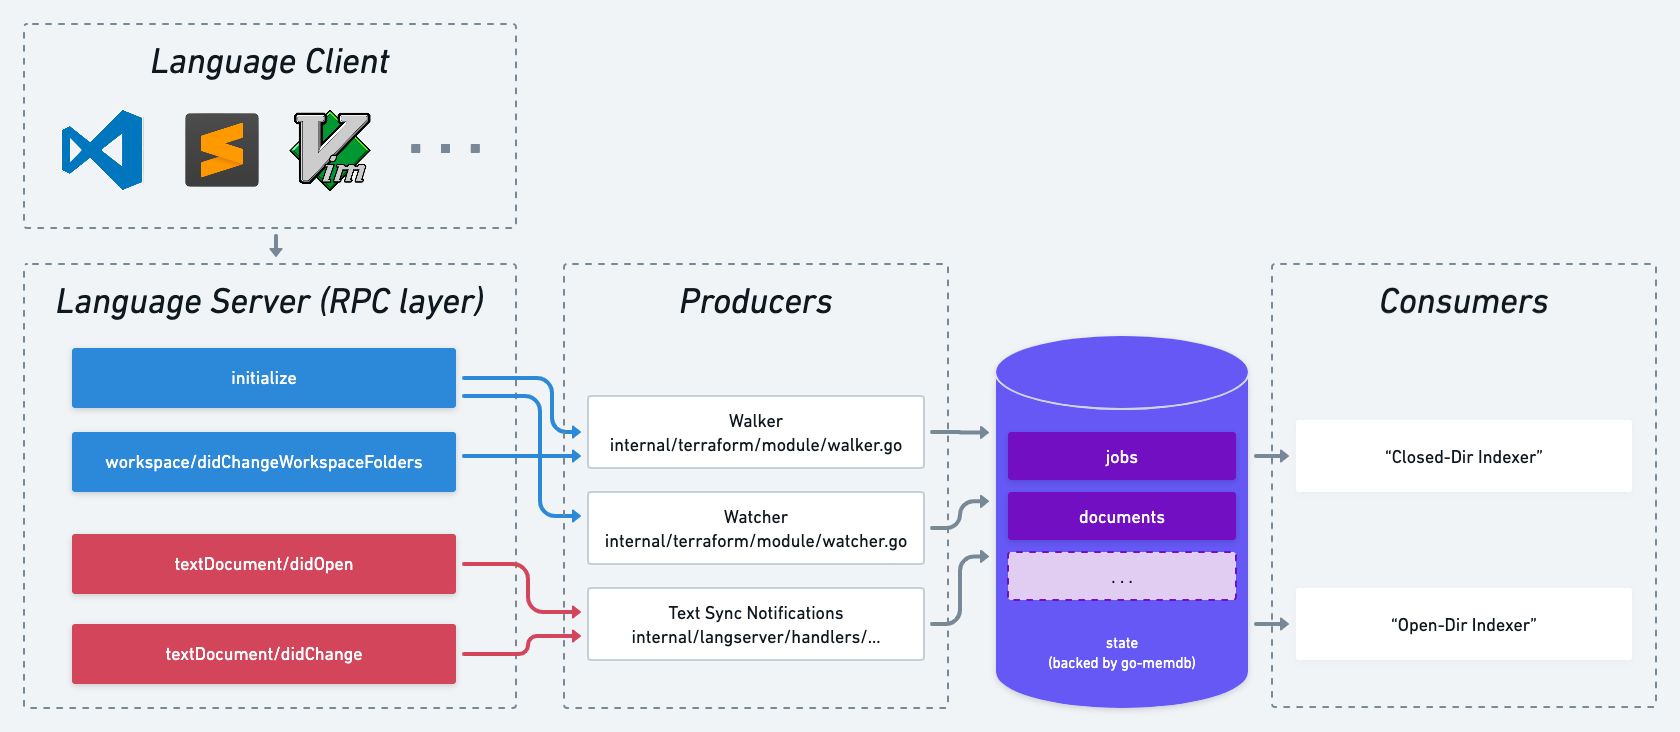 Language Client
Vim
Language Server (RPC layer)
initialize
workspace/didChangeWorkspaceFolders
textDocument/didOpen
textDocument/didChange
Producers
Walker
internal/terraform/module/walker.go
Watcher
internal/terraform/module/watcher.go
Text Sync Notifications
internal/langserver/handlers/...
jobs
documents
...
state
(backed by go-memdb)
Consumers
“Closed-Dir Indexer”
“Open-Dir Indexer”